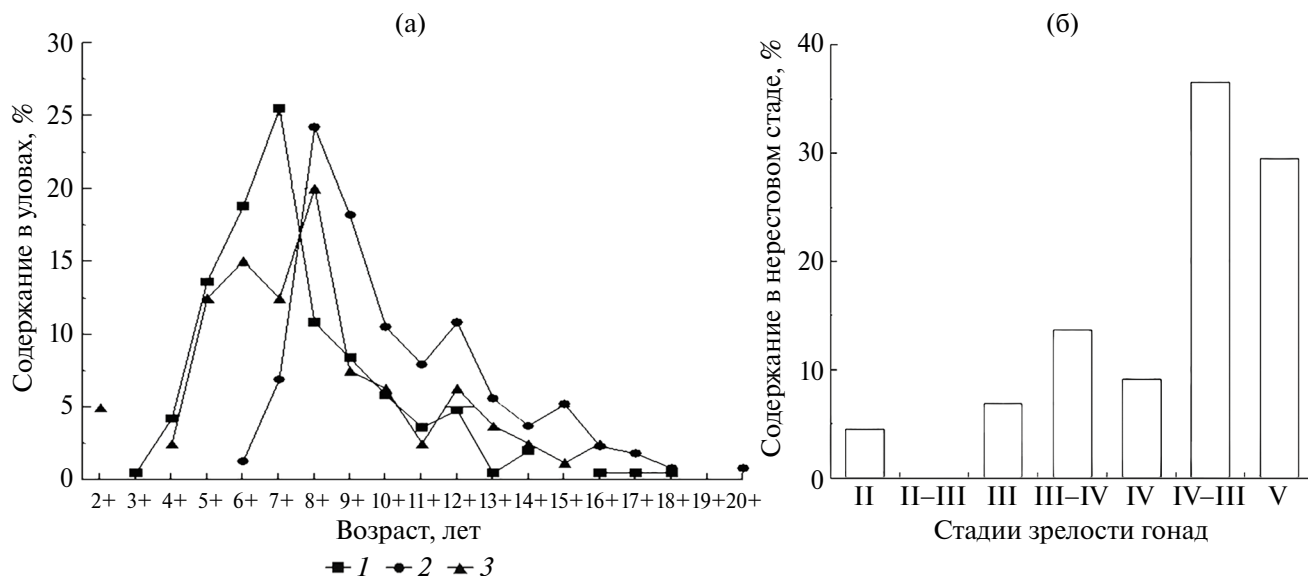 (а)
Содержание в уловах, %
30
25
20
15
10
5
0
2+ 3+ 4+ 5+ 6+ 7+ 8+ 9+ 10+ 11+ 12+ 13+ 14+ 15+ 16+ 17+ 18+ 19+ 20+
Возраст, лет
1 2 3
(б)
Содержание в нерестовом стаде, %
40
30
20
10
0
II II–III III III–IV IV IV–III V
Стадии зрелости гонад